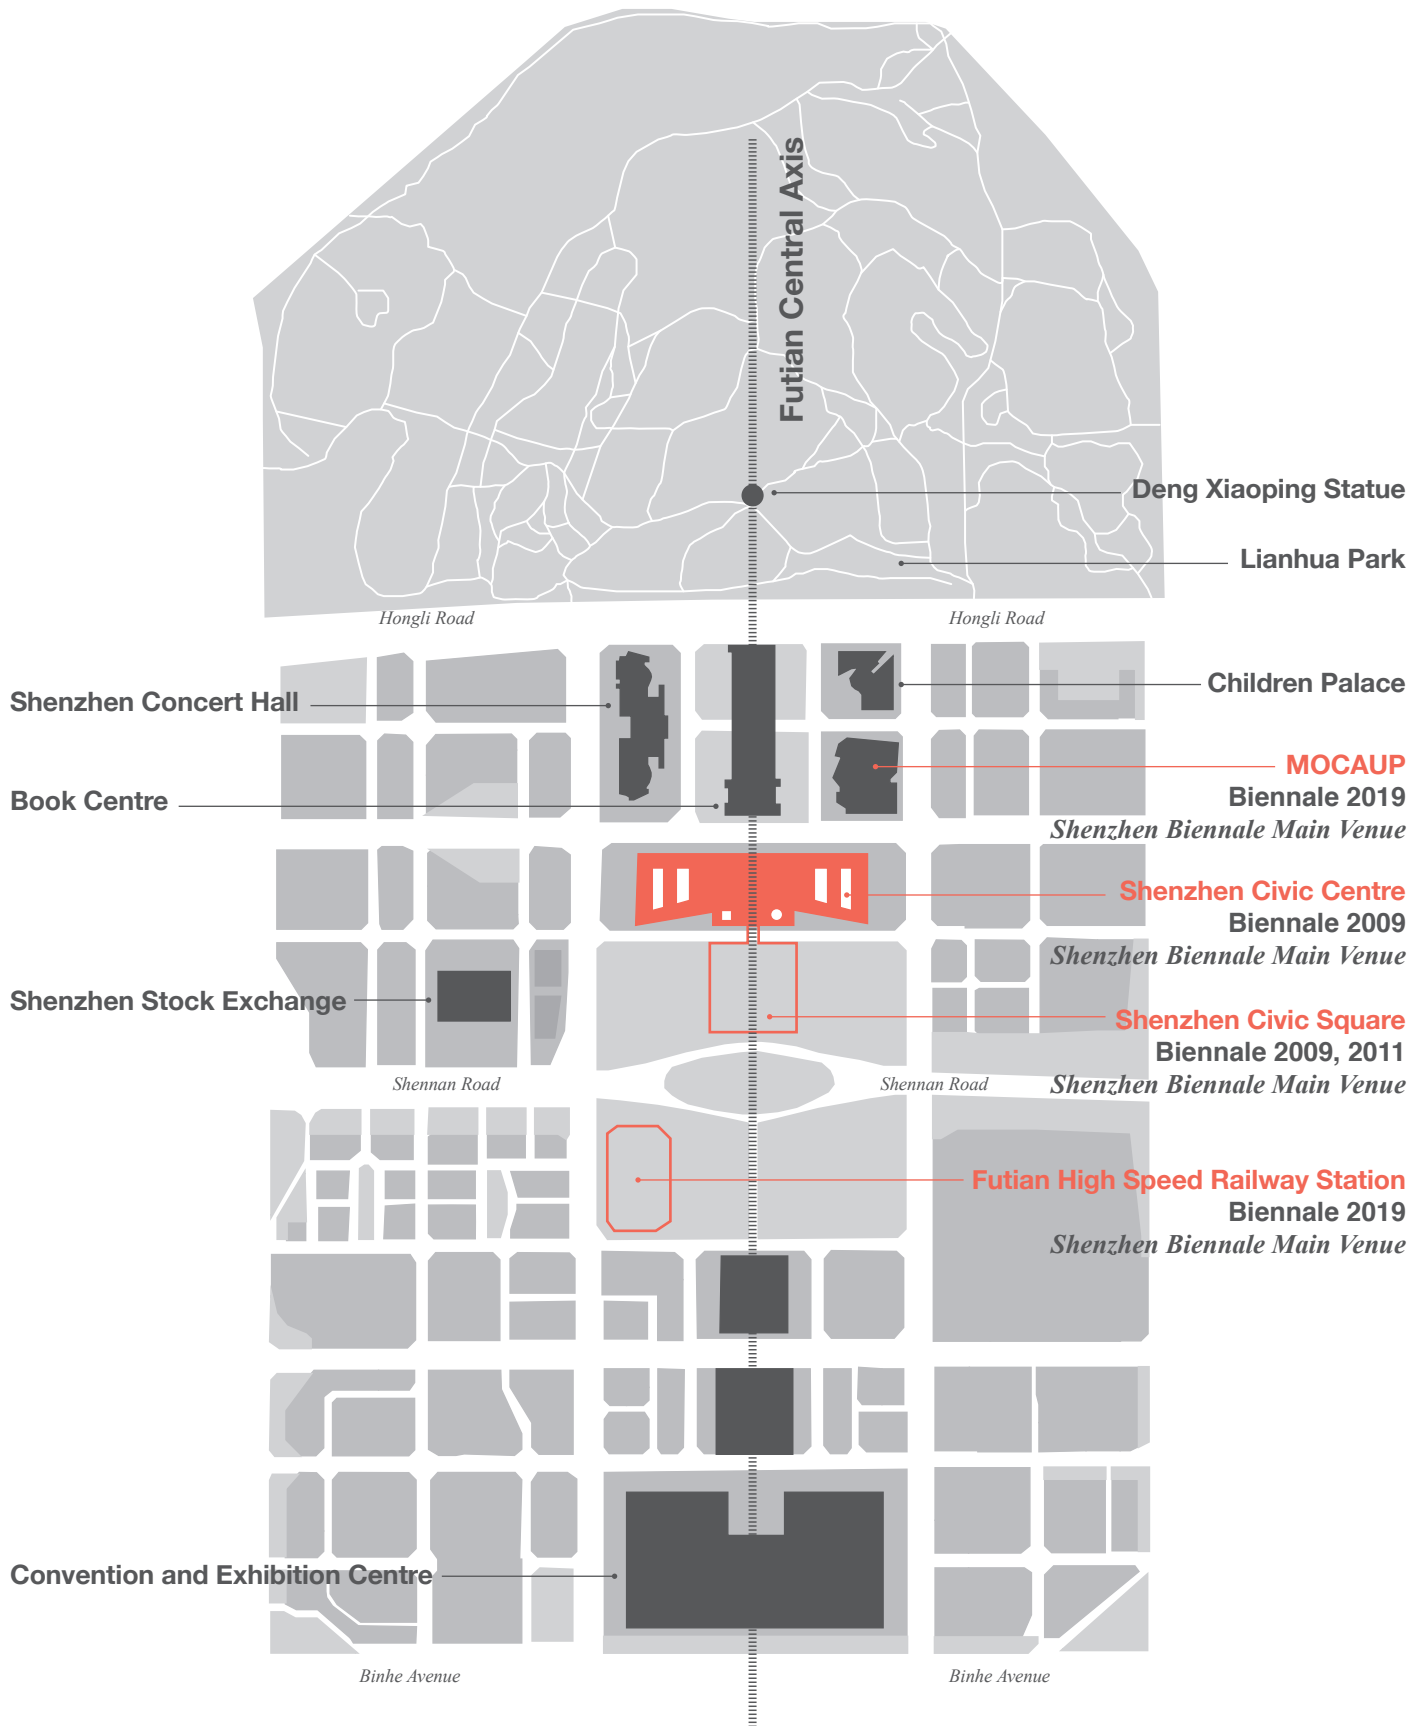 Futian Central Axis
Deng Xiaoping Statue
Lianhua Park
Hongli Road
Hongli Road
Children Palace
Shenzhen Concert Hall
MOCAUP
Biennale 2019
Shenzhen Biennale Main Venue
Book Centre
Shenzhen Civic Centre
Biennale 2009
Shenzhen Biennale Main Venue
Shenzhen Stock Exchange
Shenzhen Civic Square
Biennale 2009, 2011
Shenzhen Biennale Main Venue
Shennan Road
Shennan Road
Futian High Speed Railway Station
Biennale 2019
Shenzhen Biennale Main Venue
Convention and Exhibition Centre
Binhe Avenue
Binhe Avenue